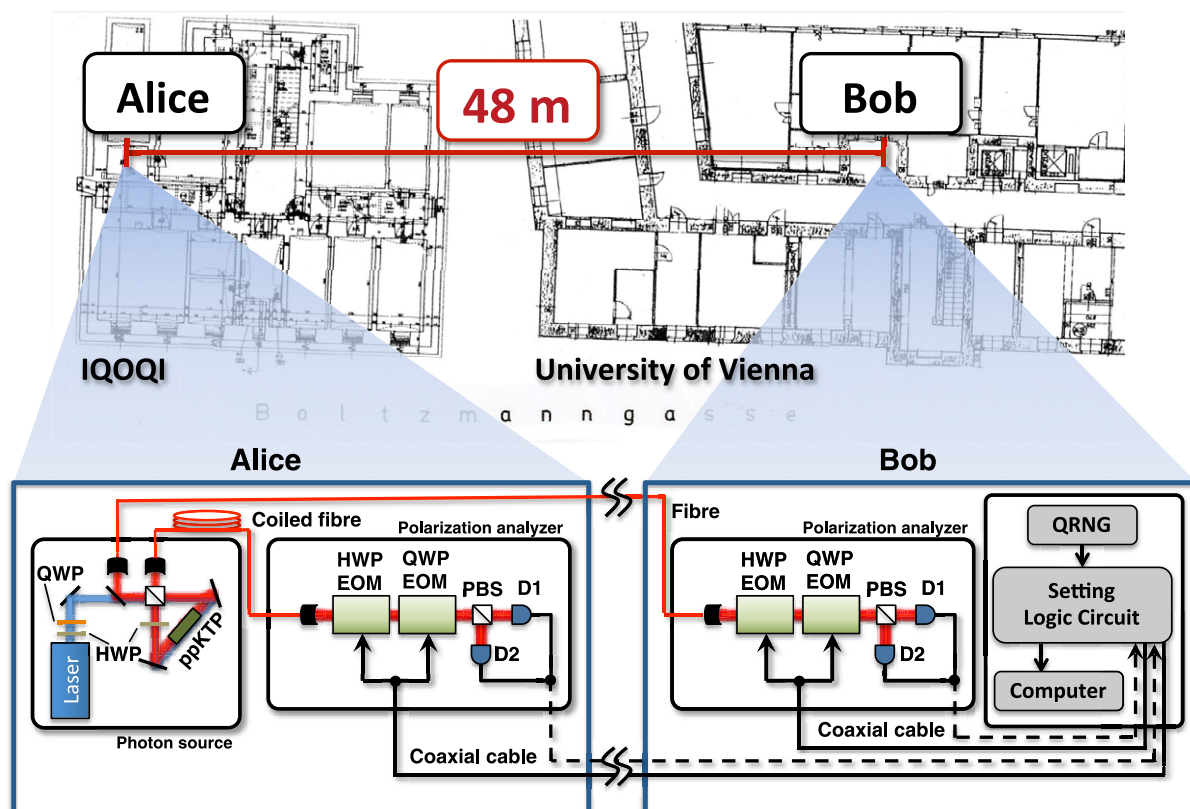 Alice
48 m
Bob
IQOQI
University of Vienna
Boltzmanngasse
Alice
Bob
Coiled fibre
Polarization analyzer
HWP
EOM
QWP
EOM
PBS
D1
D2
QWP
HWP
ppKTP
Laser
Photon source
Coaxial cable
Fibre
Polarization analyzer
HWP
EOM
QWP
EOM
PBS
D1
D2
Coaxial cable
QRNG
Setting
Logic Circuit
Computer